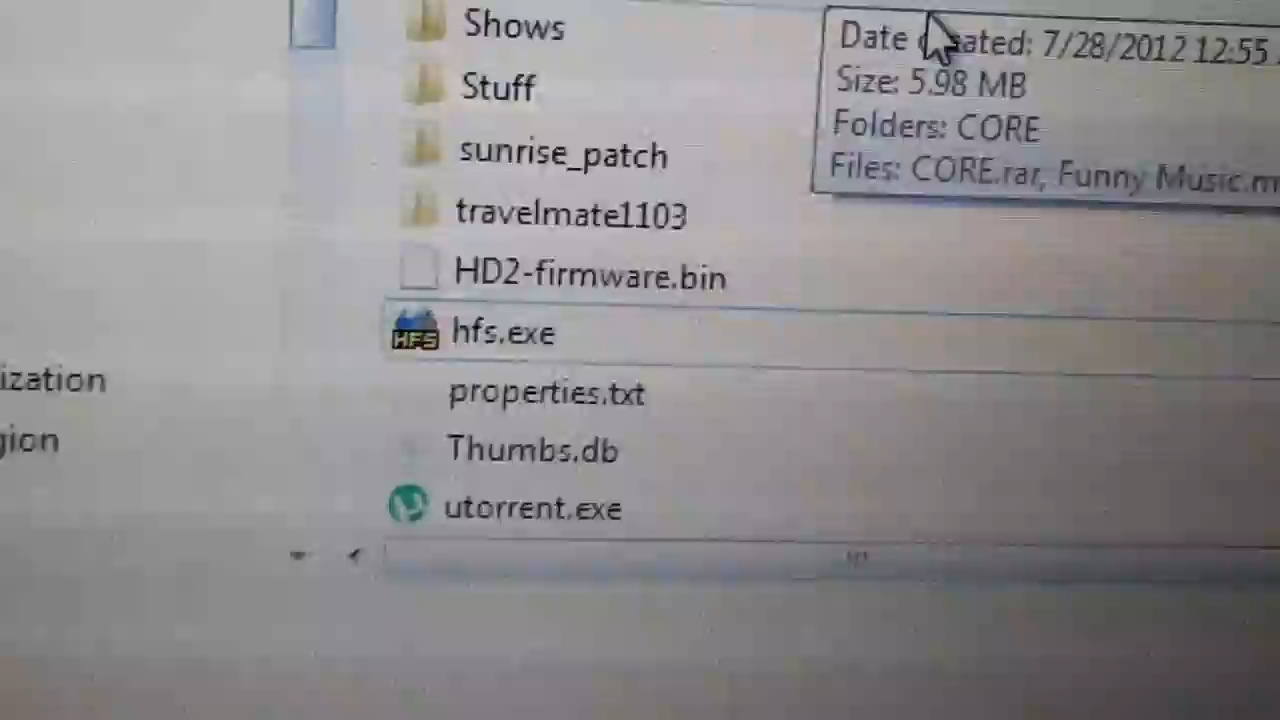 Shows
Stuff
sunrise_patch
travelmate1103
HD2-firmware.bin
HFS hfs.exe
properties.txt
Thumbs.db
utorrent.exe
Date ated: 7/28/2012 12:55
Size: 5.98 MB
Folders: CORE
Files: CORE.rar, Funny Music.m
ization
gion